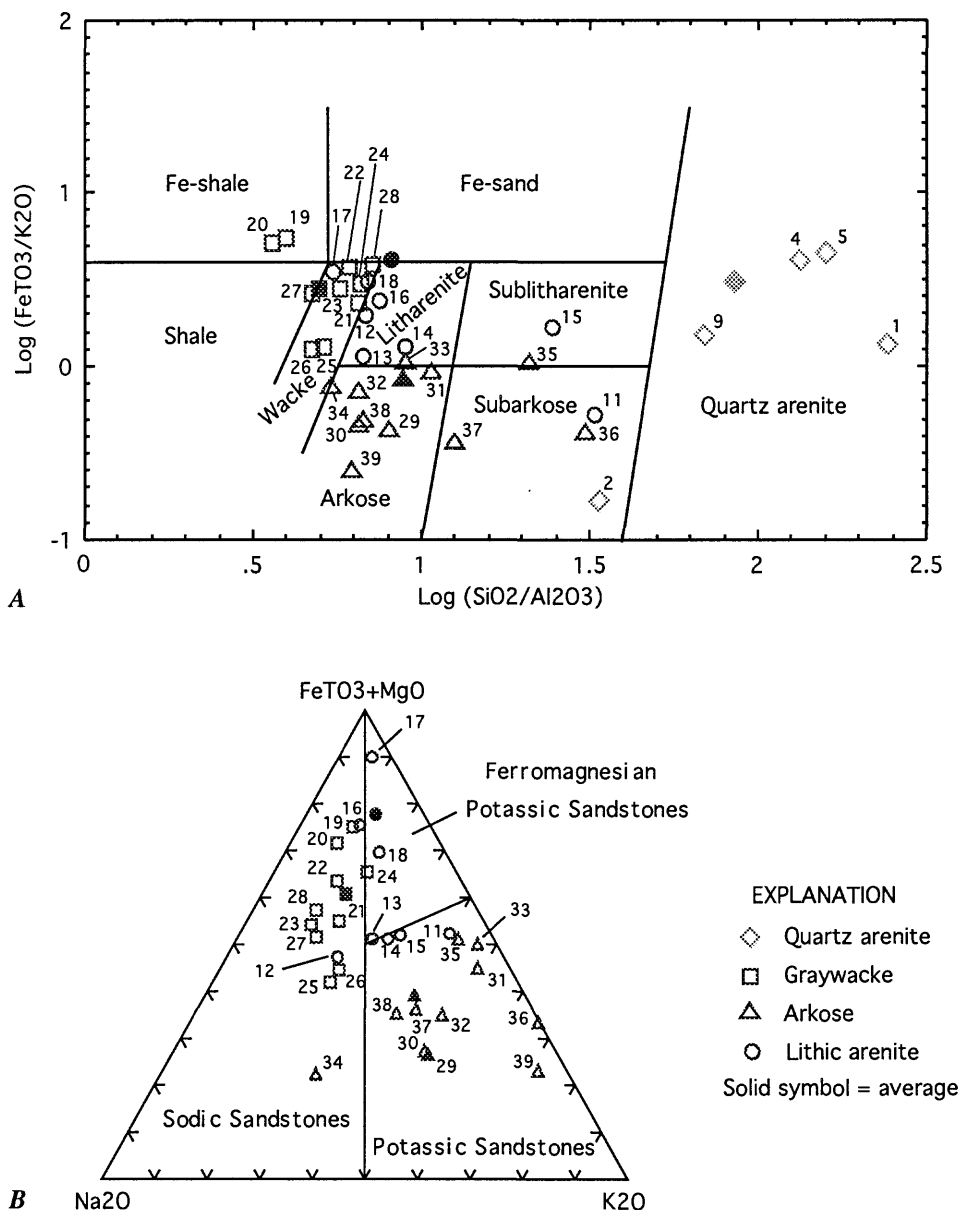 2
24
22
28
Fe-shale
17
Fe-sand
20
19
4
5
1
18
16
27
23
Litharenite
Sublitharenite
21
14
15
9
1
Shale
12
33
26
25
13
35
0
Wacke
32
31
34
38
Subarkose
11
Quartz arenite
30
29
37
36
39
2
Arkose
-1
0
.5
1
1.5
2
2.5
Log (FeTO3/K2O)
Log (SiO2/Al2O3)
A
FeTO3+MgO
17
Ferromagnesian
Potassic Sandstones
16
19
20
18
22
24
28
21
13
33
23
11
27
14
15
35
12
26
31
25
38
37
32
36
30
34
29
39
Sodic Sandstones
Potassic Sandstones
B
Na2O
K2O
EXPLANATION
Quartz arenite
Graywacke
Arkose
Lithic arenite
Solid symbol = average